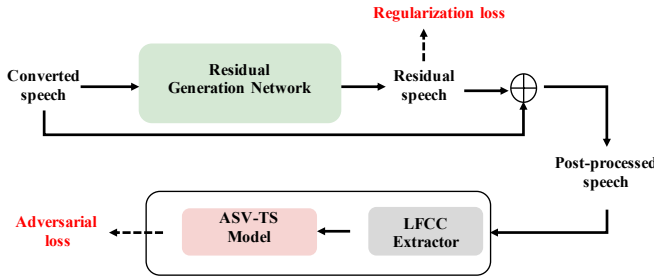 Regularization loss
Converted
speech
Residual
Generation Network
Residual
speech
Post-processed
speech
Adversarial
loss
ASV-TS
Model
LFCC
Extractor